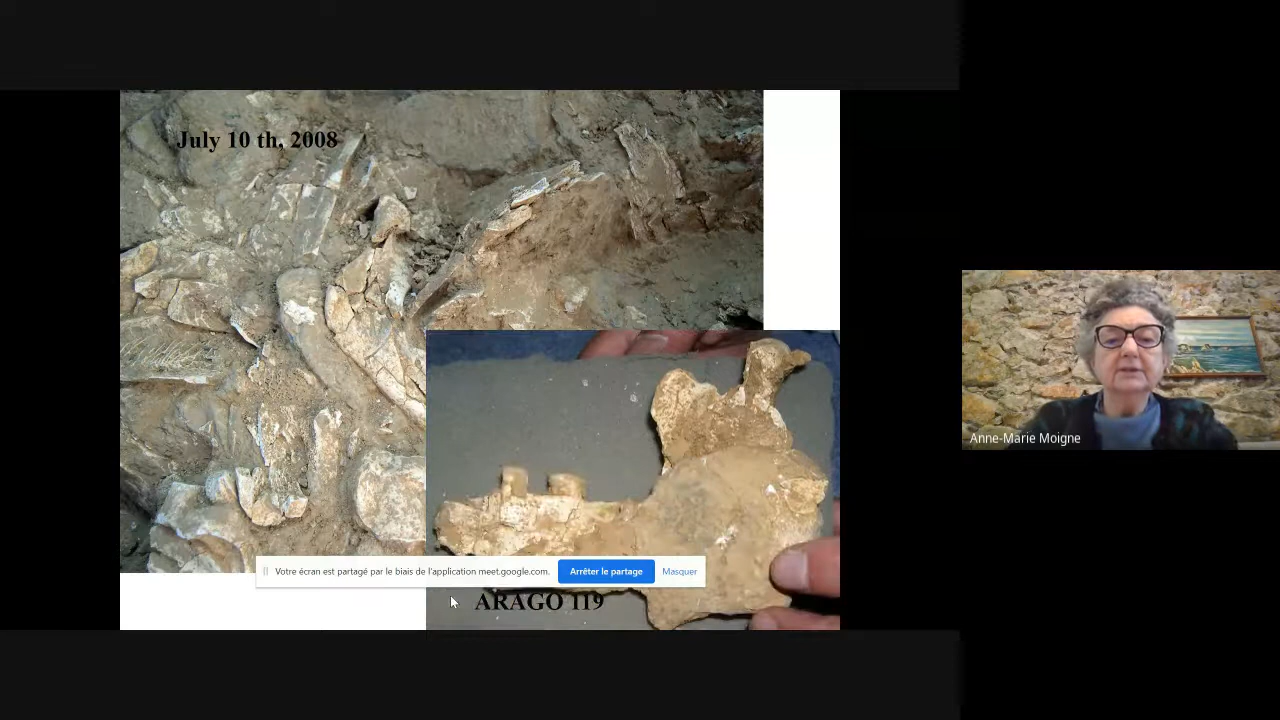 July 10 th, 2008
Anne-Marie Moigne
Votre écran est partagé par le biais de l'application meet.google.com. Arrêter le partage Masquer
ARAGO 119